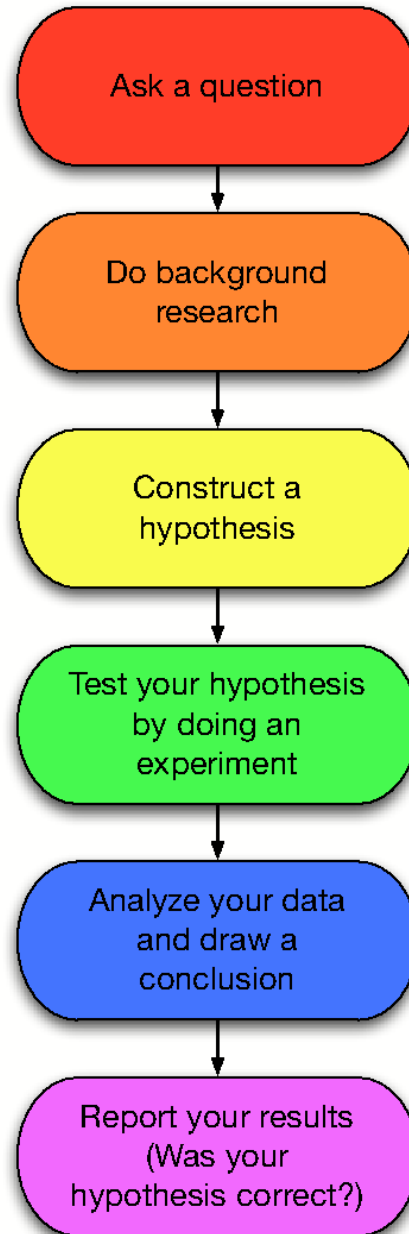 Ask a question
Do background
research
Construct a
hypothesis
Test your hypothesis
by doing an
experiment
Analyze your data
and draw a
conclusion
Report your results
(Was your
hypothesis correct?)